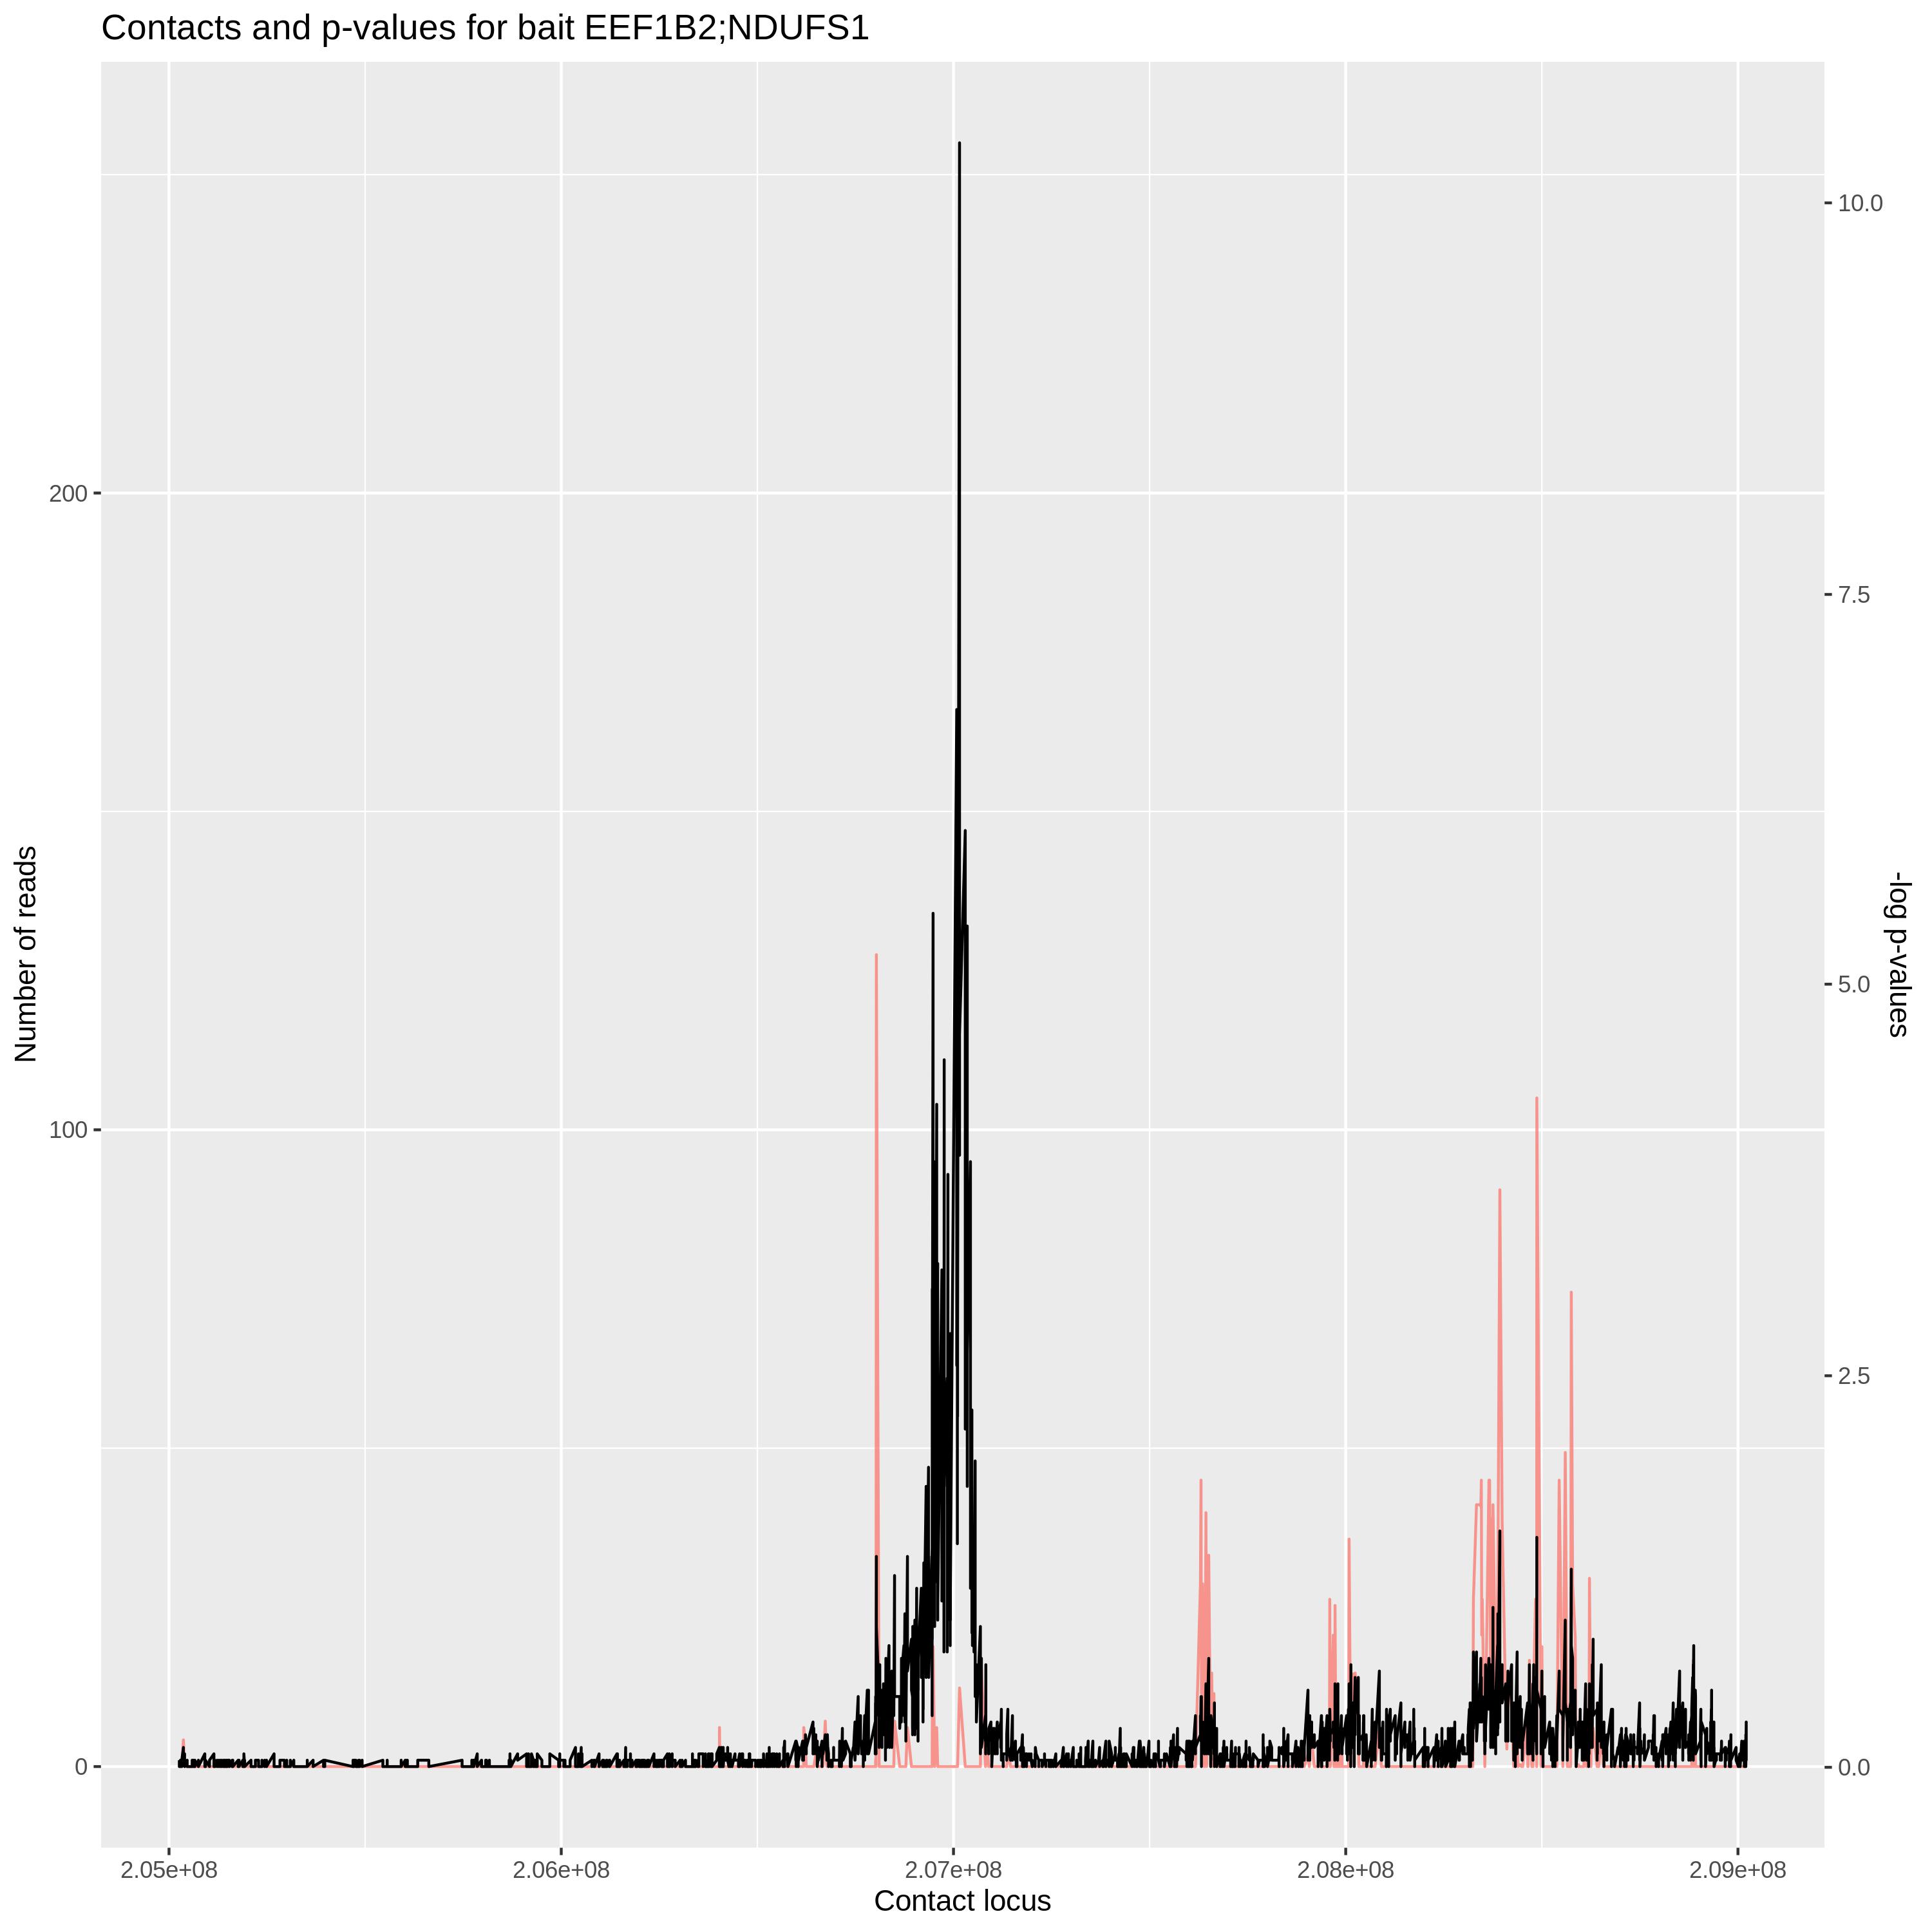 Contacts and p-values for bait EEF1B2;NDUFS1
Number of reads
200
100
0
10.0
7.5
5.0
2.5
0.0
-log p-values
2.05e+08 2.06e+08 2.07e+08 2.08e+08 2.09e+08
Contact locus